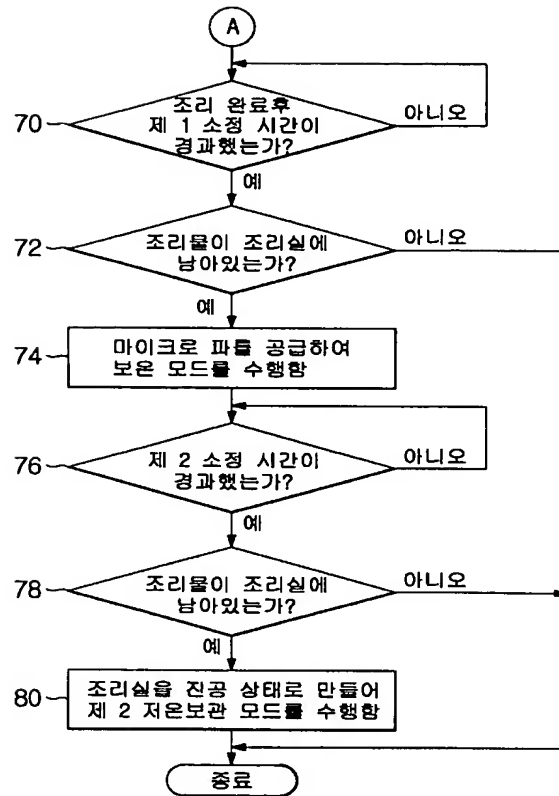 A
70
조리 완료후
제 1 소정 시간이
경과했는가?
아니오
예
72
조리물이 조리실에
남아있는가?
아니오
예
74
마이크로 파를 공급하여
보온 모드를 수행함
76
제 2 소정 시간이
경과했는가?
아니오
예
78
조리물이 조리실에
남아있는가?
아니오
예
80
조리실을 진공 상태로 만들어
제 2 저온보관 모드를 수행함
종료